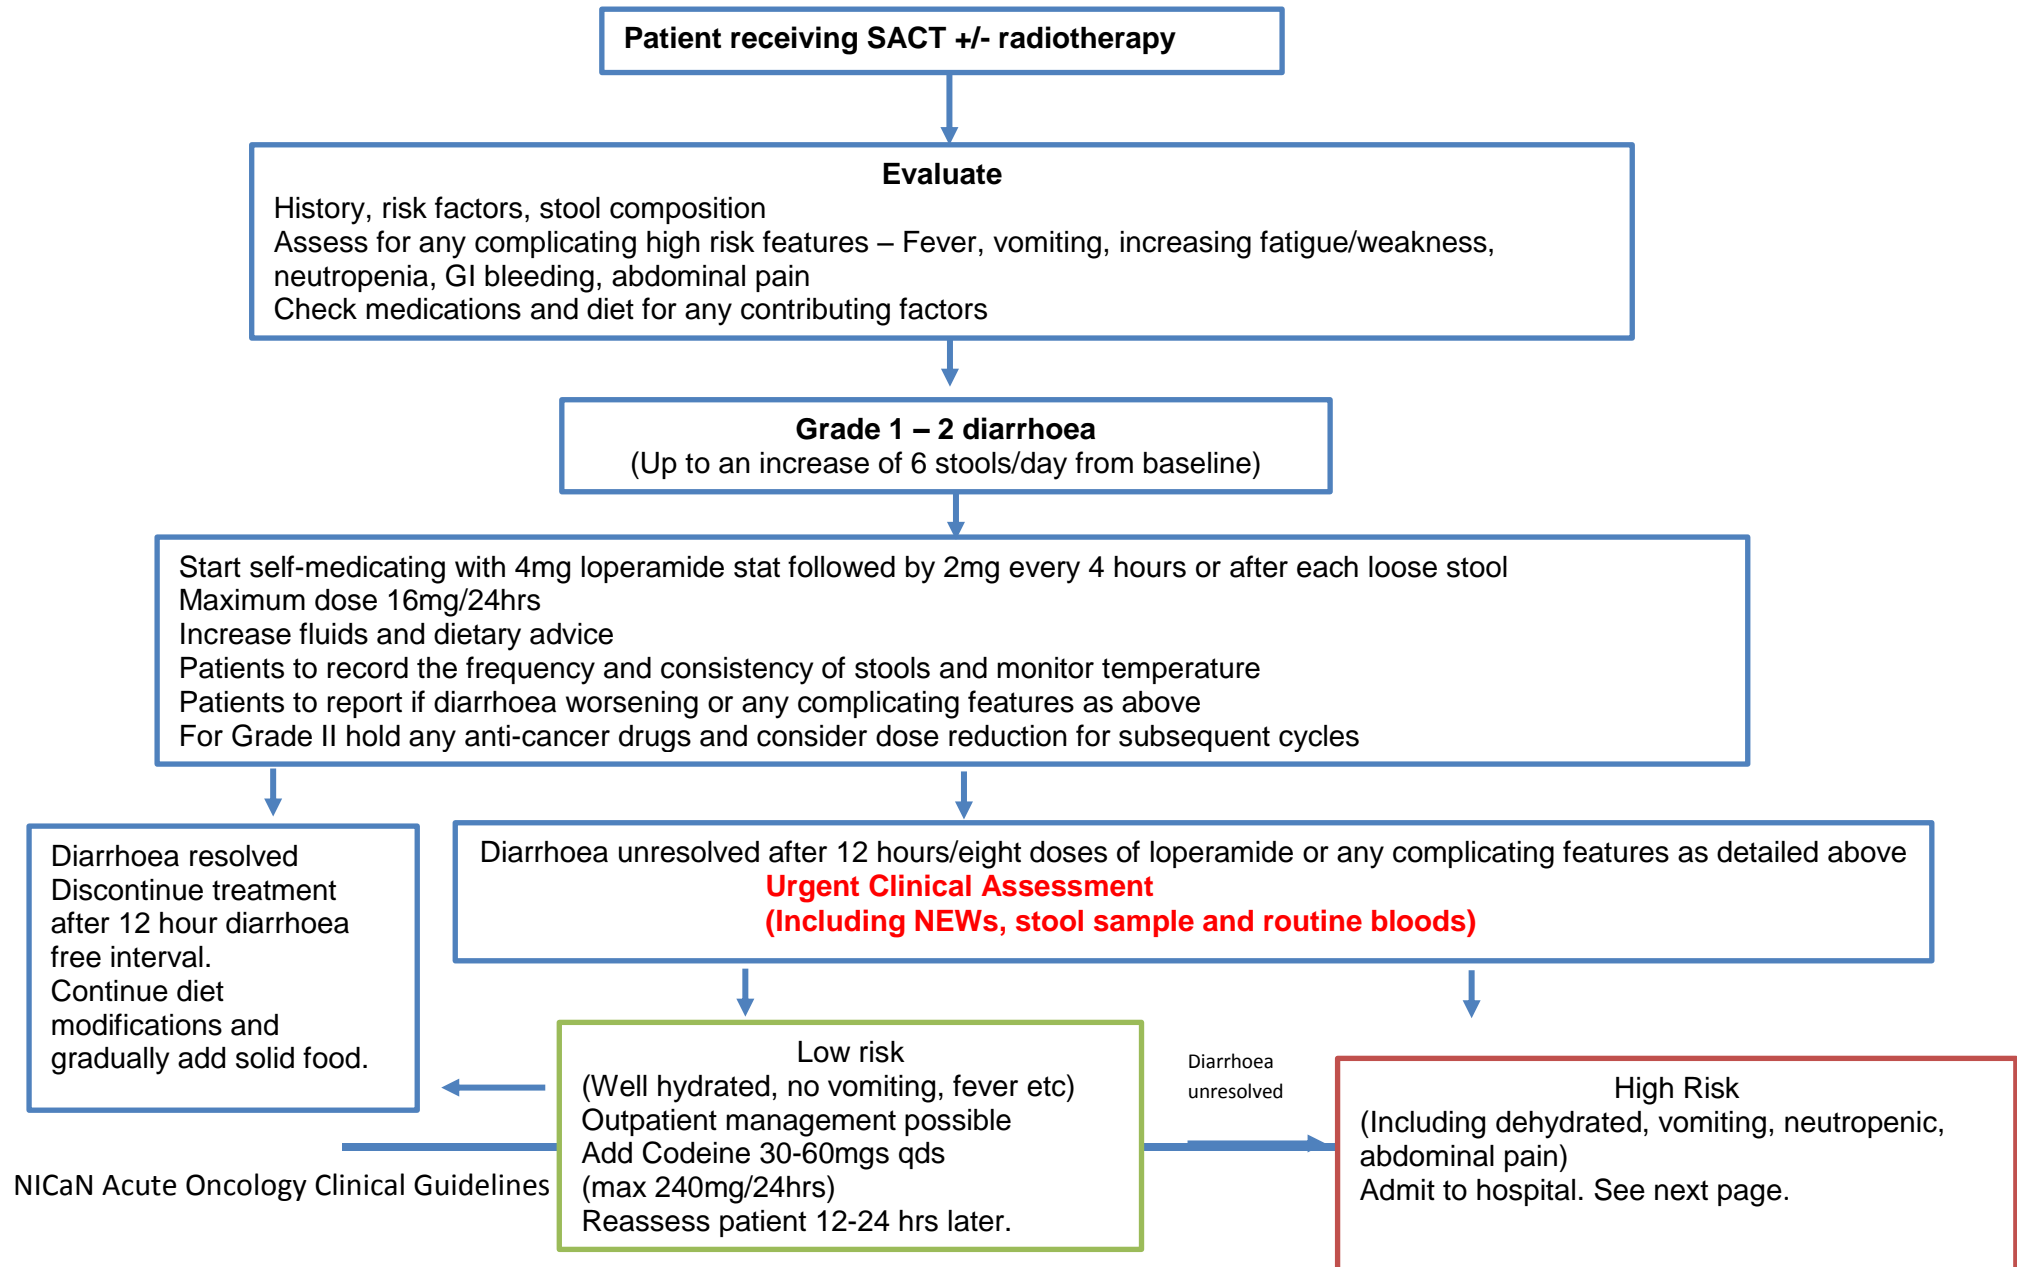 Patient receiving SACT +/- radiotherapy
Evaluate
History, risk factors, stool composition
Assess for any complicating high risk features – Fever, vomiting, increasing fatigue/weakness,
neutropenia, GI bleeding, abdominal pain
Check medications and diet for any contributing factors
Grade 1 – 2 diarrhoea
(Up to an increase of 6 stools/day from baseline)
Start self-medicating with 4mg loperamide stat followed by 2mg every 4 hours or after each loose stool
Maximum dose 16mg/24hrs
Increase fluids and dietary advice
Patients to record the frequency and consistency of stools and monitor temperature
Patients to report if diarrhoea worsening or any complicating features as above
For Grade II hold any anti-cancer drugs and consider dose reduction for subsequent cycles
Diarrhoea resolved
Discontinue treatment
after 12 hour diarrhoea
free interval.
Continue diet
modifications and
gradually add solid food.
Diarrhoea unresolved after 12 hours/eight doses of loperamide or any complicating features as detailed above
Urgent Clinical Assessment
(Including NEWs, stool sample and routine bloods)
Low risk
(Well hydrated, no vomiting, fever etc)
Outpatient management possible
Add Codeine 30-60mgs qds
(max 240mg/24hrs)
Reassess patient 12-24 hrs later.
Diarrhoea
unresolved
High Risk
(Including dehydrated, vomiting, neutropenic,
abdominal pain)
Admit to hospital. See next page.
NICaN Acute Oncology Clinical Guidelines